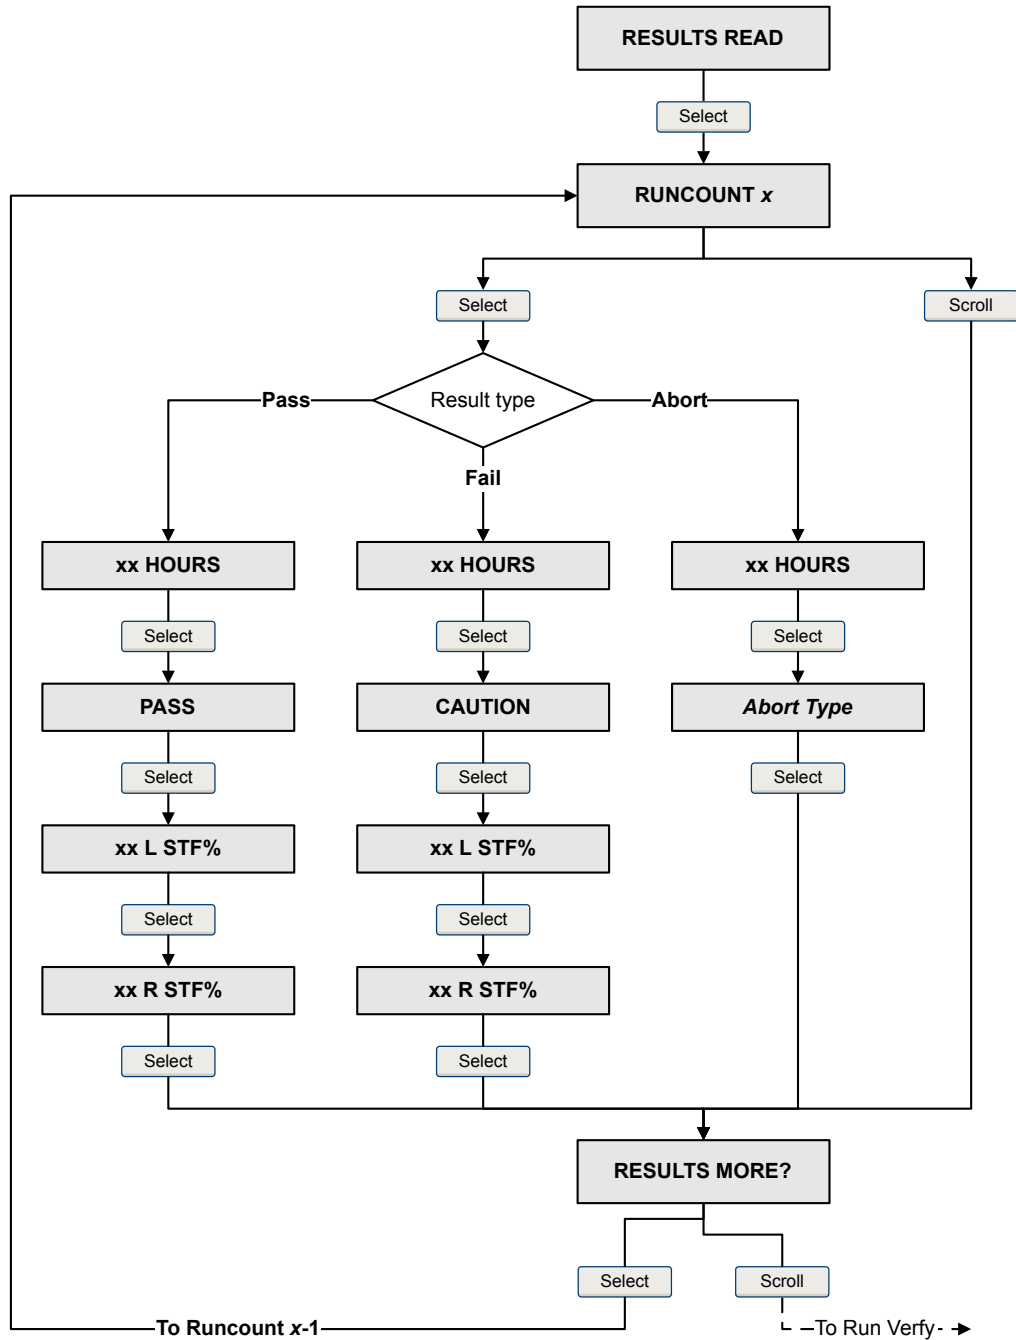 RESULTS READ
Select
RUNCOUNT x
Select
Scroll
Pass
Result type
Abort
Fail
xx HOURS
xx HOURS
xx HOURS
Select
Select
Select
PASS
CAUTION
Abort Type
Select
Select
Select
xx L STF%
xx L STF%
Select
Select
xx R STF%
xx R STF%
Select
Select
RESULTS MORE?
Select
Scroll
To Runcount x-1
To Run Verfy